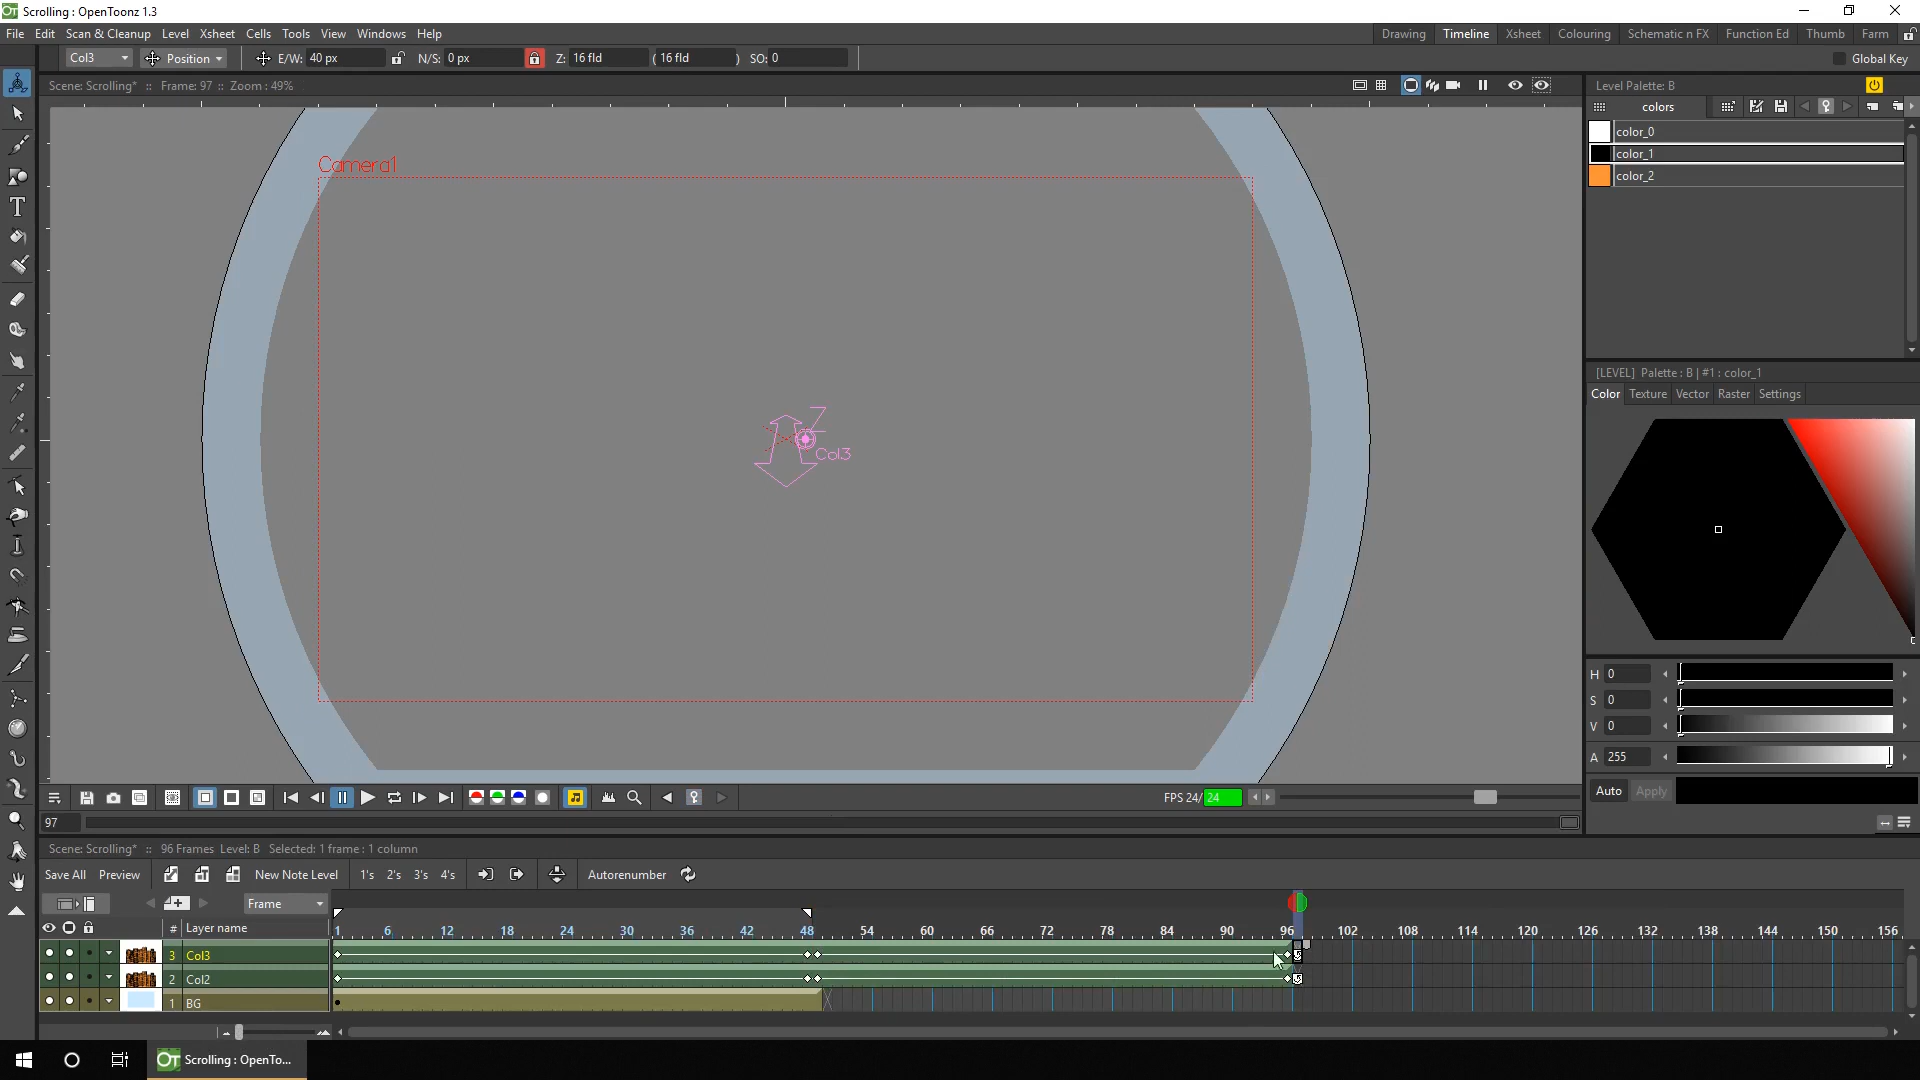 Scrolling : OpenToonz 1.3
File Edit Scan & Cleanup Level Xsheet Cells Tools View Windows Help
Drawing Timeline Xsheet Colouring Schematic n FX Function Ed Thumb Farm
Col3 Position E/W: 40 px N/S: 0 px Z: 16 fld ( 16 fld ) SO: 0 Global Key
Scene: Scrolling* :: Frame: 97 :: Zoom : 49%
Level Palette: B
colors
color_0
color_1
color_2
Camera1
Z
Col3
[LEVEL] Palette : B | #1 : color_1
Color Texture Vector Raster Settings
H 0
S 0
V 0
A 255
Auto Apply
FPS 24/ 24
97
Scene: Scrolling* :: 96 Frames Level: B Selected: 1 frame : 1 column
Save All Preview New Note Level 1's 2's 3's 4's Autorenumber
Frame
# Layer name 1 6 12 18 24 30 36 42 48 54 60 66 72 78 84 90 96 102 108 114 120 126 132 138 144 150 156
3 Col3
2 Col2
1 BG
OT Scrolling : OpenTo...